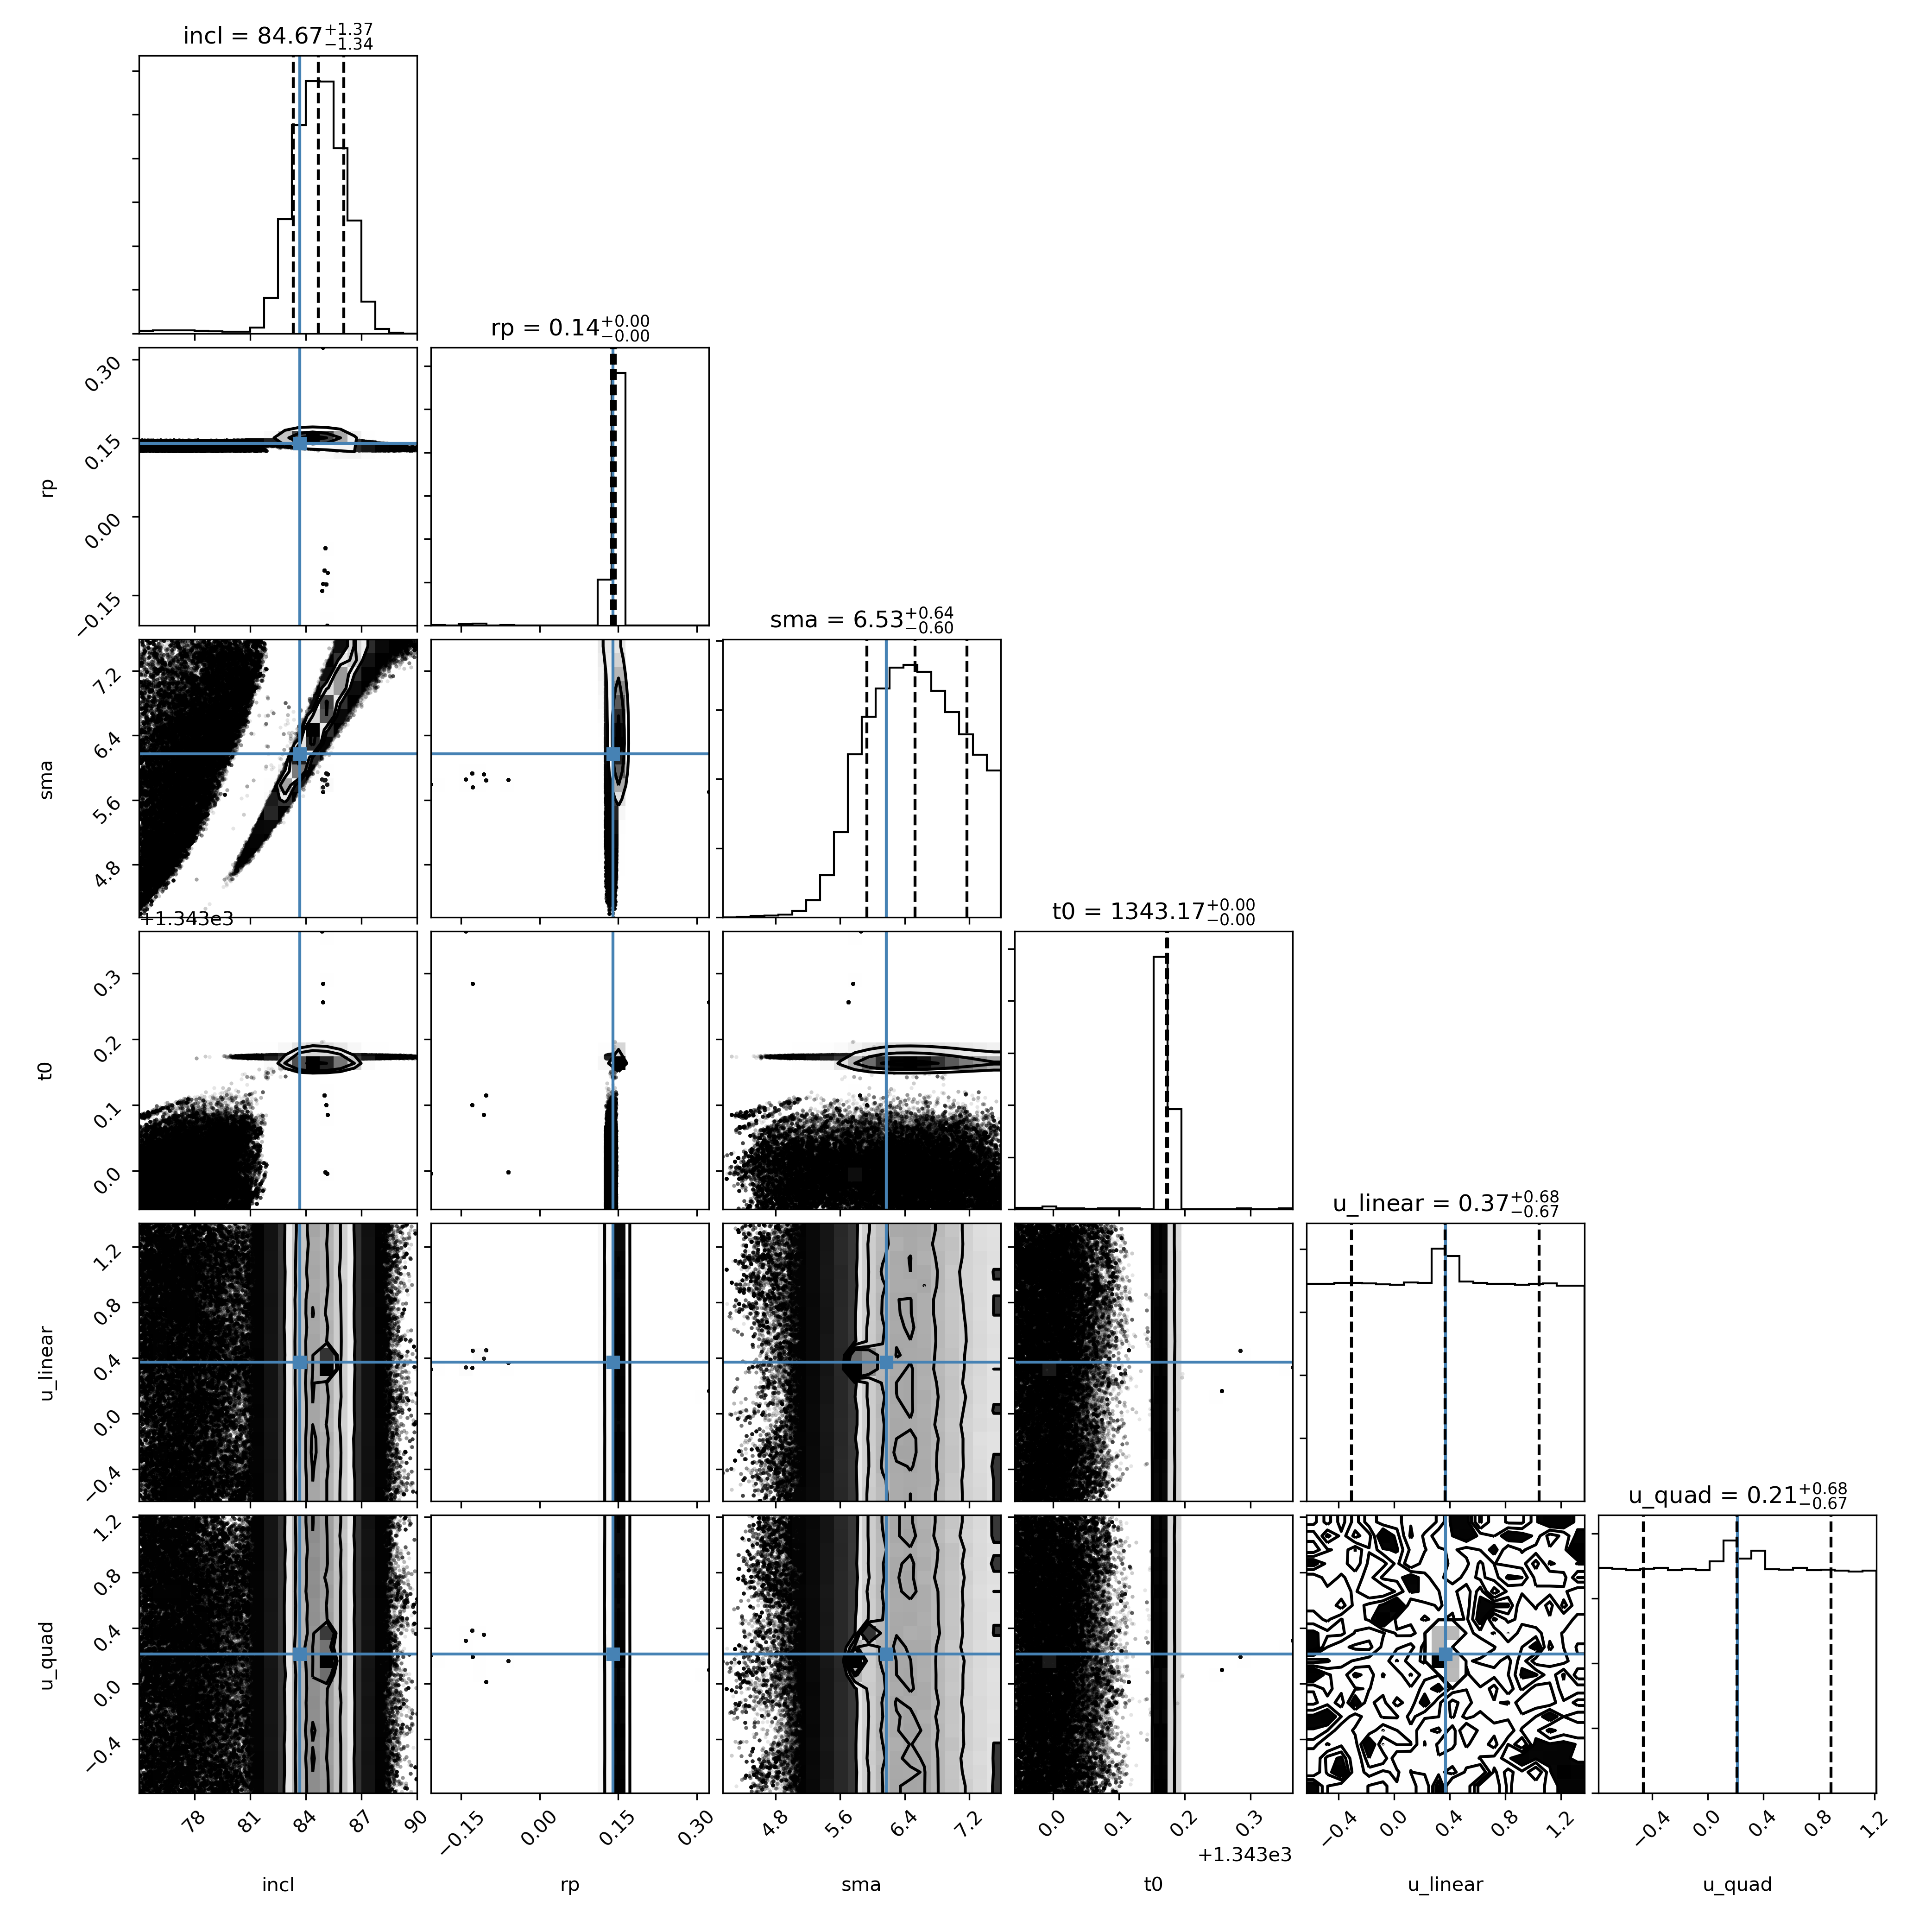 incl = 84.67+1.37
−1.34
rp = 0.14+0.00
−0.00
0.30
0.15
0.00
−0.15
rp
sma = 6.53+0.64
−0.60
7.2
6.4
5.6
4.8
sma
t0 = 1343.17+0.00
−0.00
+1.343e3
0.3
0.2
0.1
0.0
t0
u_linear = 0.37+0.68
−0.67
1.2
0.8
0.4
0.0
−0.4
u_linear
u_quad = 0.21+0.68
−0.67
1.2
0.8
0.4
0.0
−0.4
u_quad
78 81 84 87 90 −0.15 0.00 0.15 0.30 4.8 5.6 6.4 7.2 0.0 0.1 0.2 0.3 −0.4 0.0 0.4 0.8 1.2 −0.4 0.0 0.4 0.8 1.2
+1.343e3
incl rp sma t0 u_linear u_quad